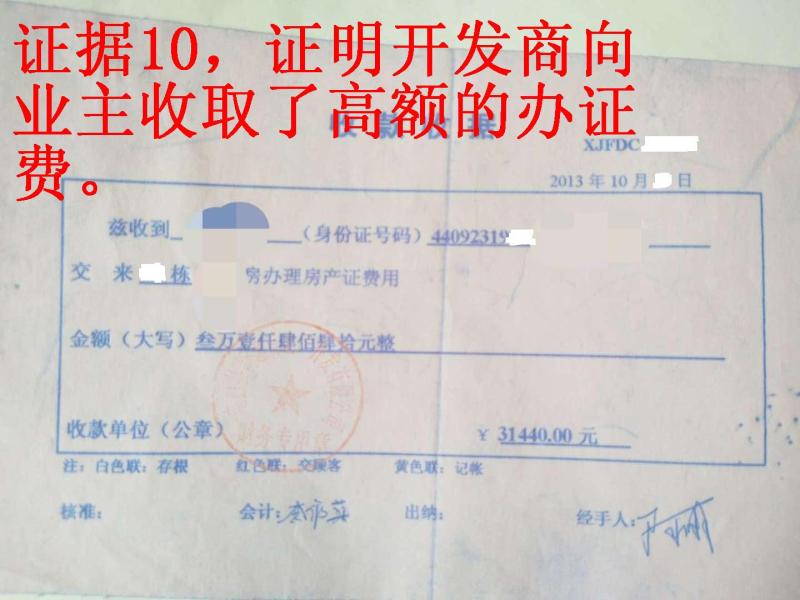 证据10，证明开发商向
业主收取了高额的办证
费。
收款收据
XJFDC
2013 年 10 月 日
兹收到 （身份证号码）44092319
交 来 栋 房办理房产证费用
金额（大写）叁万壹仟肆佰肆拾元整
财务专用章
收款单位（公章） ￥ 31440.00 元
注：白色联：存根 红色联：交顾客 黄色联：记帐
核准： 会计： 出纳： 经手人：